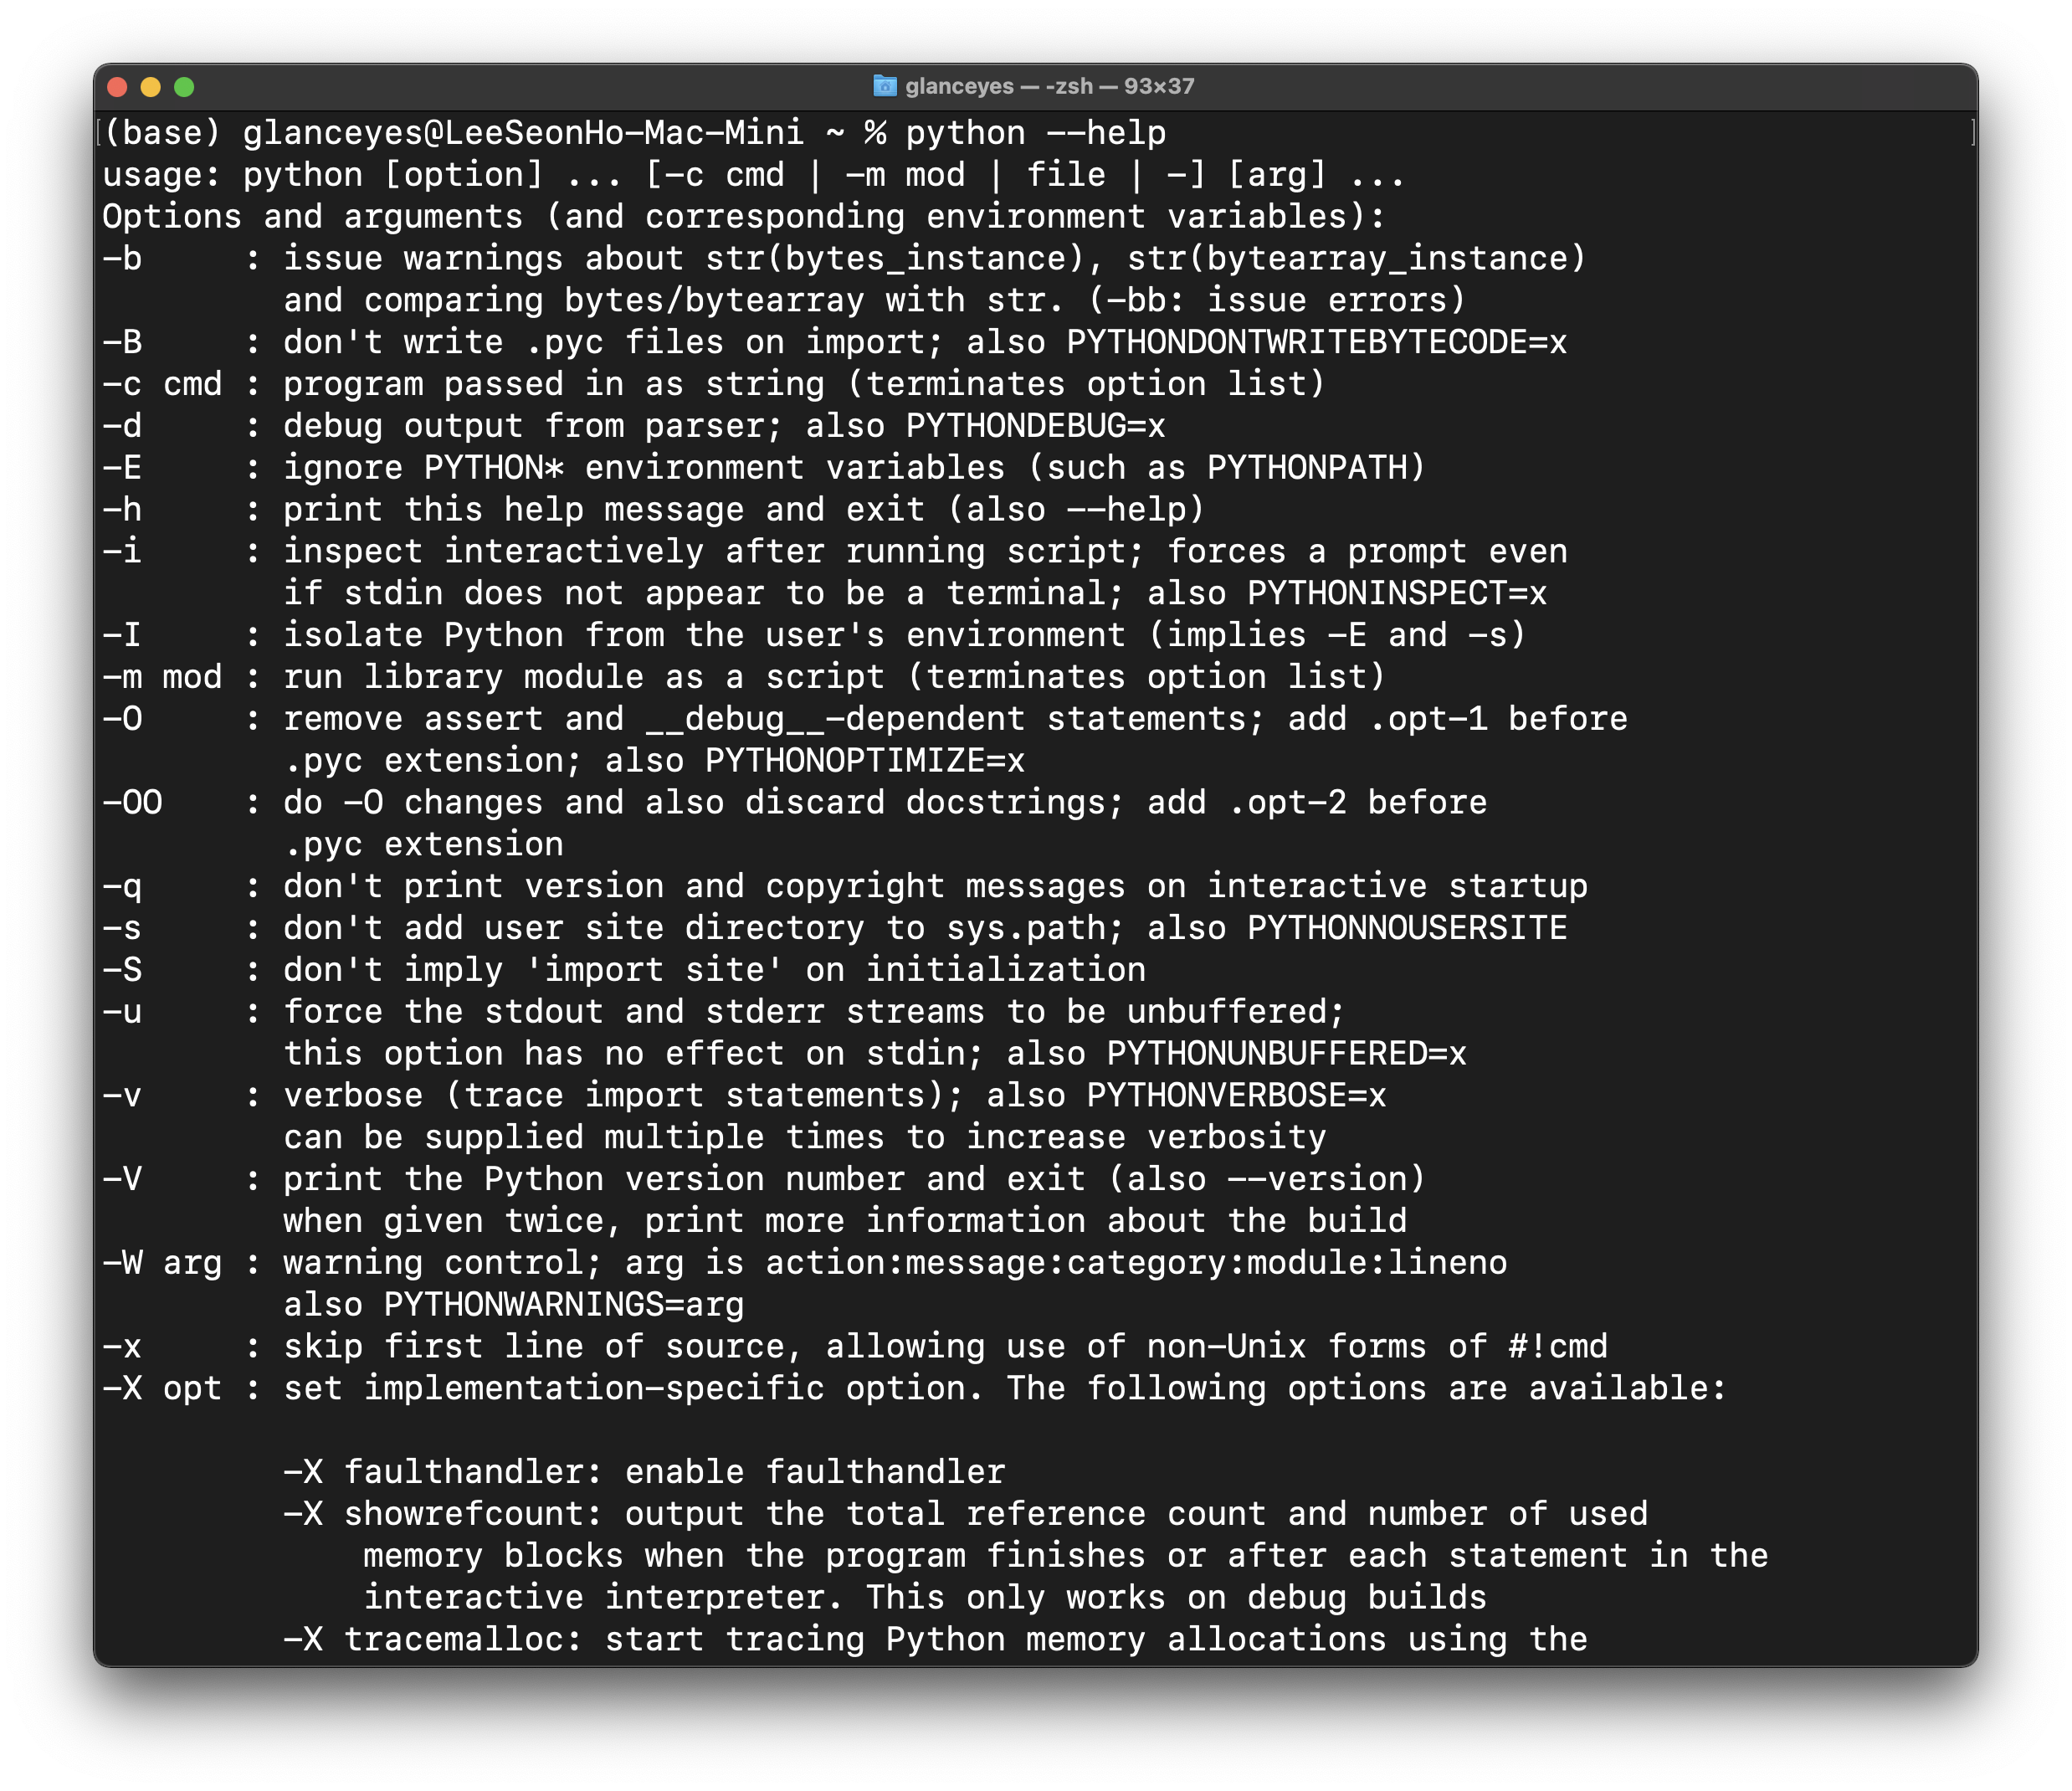 glanceyes — -zsh — 93×37
(base) glanceyes@LeeSeonHo-Mac-Mini ~ % python --help
usage: python [option] ... [-c cmd | -m mod | file | -] [arg] ...
Options and arguments (and corresponding environment variables):
-b     : issue warnings about str(bytes_instance), str(bytearray_instance)
         and comparing bytes/bytearray with str. (-bb: issue errors)
-B     : don't write .pyc files on import; also PYTHONDONTWRITEBYTECODE=x
-c cmd : program passed in as string (terminates option list)
-d     : debug output from parser; also PYTHONDEBUG=x
-E     : ignore PYTHON* environment variables (such as PYTHONPATH)
-h     : print this help message and exit (also --help)
-i     : inspect interactively after running script; forces a prompt even
         if stdin does not appear to be a terminal; also PYTHONINSPECT=x
-I     : isolate Python from the user's environment (implies -E and -s)
-m mod : run library module as a script (terminates option list)
-O     : remove assert and __debug__-dependent statements; add .opt-1 before
         .pyc extension; also PYTHONOPTIMIZE=x
-OO    : do -O changes and also discard docstrings; add .opt-2 before
         .pyc extension
-q     : don't print version and copyright messages on interactive startup
-s     : don't add user site directory to sys.path; also PYTHONNOUSERSITE
-S     : don't imply 'import site' on initialization
-u     : force the stdout and stderr streams to be unbuffered;
         this option has no effect on stdin; also PYTHONUNBUFFERED=x
-v     : verbose (trace import statements); also PYTHONVERBOSE=x
         can be supplied multiple times to increase verbosity
-V     : print the Python version number and exit (also --version)
         when given twice, print more information about the build
-W arg : warning control; arg is action:message:category:module:lineno
         also PYTHONWARNINGS=arg
-x     : skip first line of source, allowing use of non-Unix forms of #!cmd
-X opt : set implementation-specific option. The following options are available:
         -X faulthandler: enable faulthandler
         -X showrefcount: output the total reference count and number of used
             memory blocks when the program finishes or after each statement in the
             interactive interpreter. This only works on debug builds
         -X tracemalloc: start tracing Python memory allocations using the